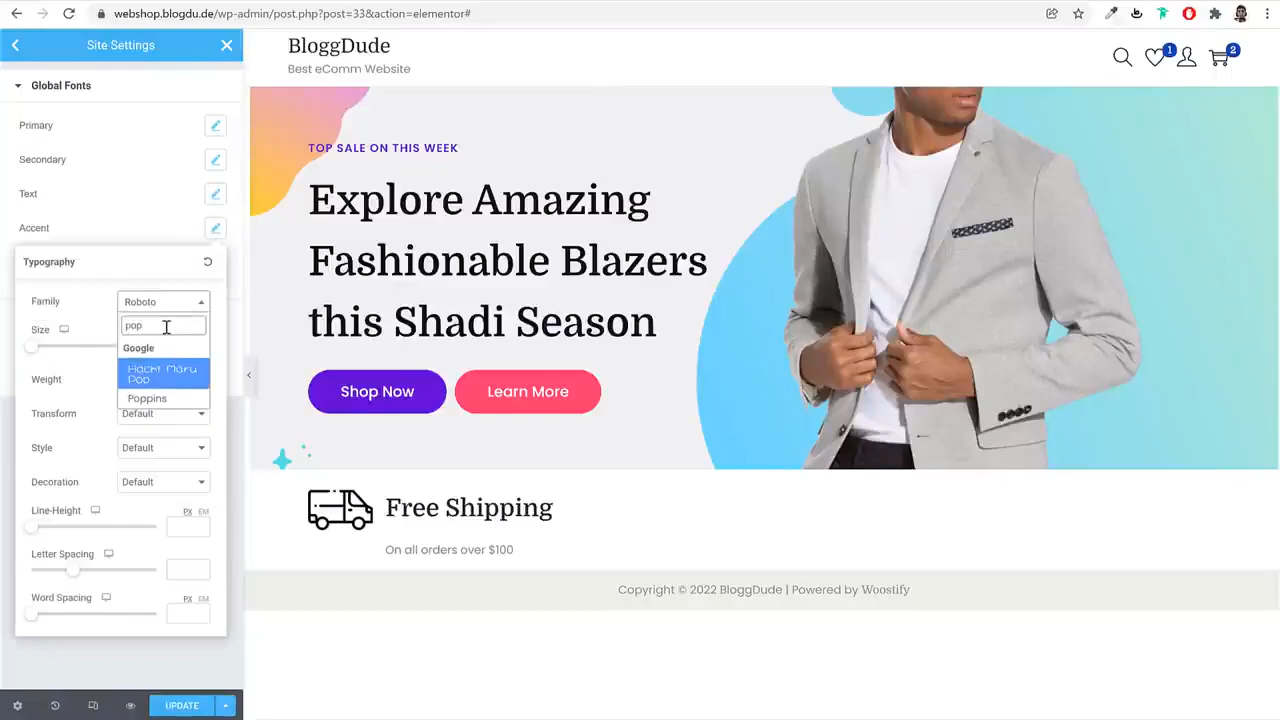 webshop.blogdu.de/wp-admin/post.php?post=33&action=elementor#
Site Settings
Global Fonts
Primary
Secondary
Text
Accent
Typography
Family
Roboto
pop
Google
Hachi Maru
Pop
Poppins
Size
Weight
Transform
Default
Style
Default
Decoration
Default
Line-Height
PX EM
Letter Spacing
Word Spacing
PX EM
UPDATE
BloggDude
Best eComm Website
1
2
TOP SALE ON THIS WEEK
Explore Amazing
Fashionable Blazers
this Shadi Season
Shop Now
Learn More
Free Shipping
On all orders over $100
Copyright © 2022 BloggDude | Powered by Woostify